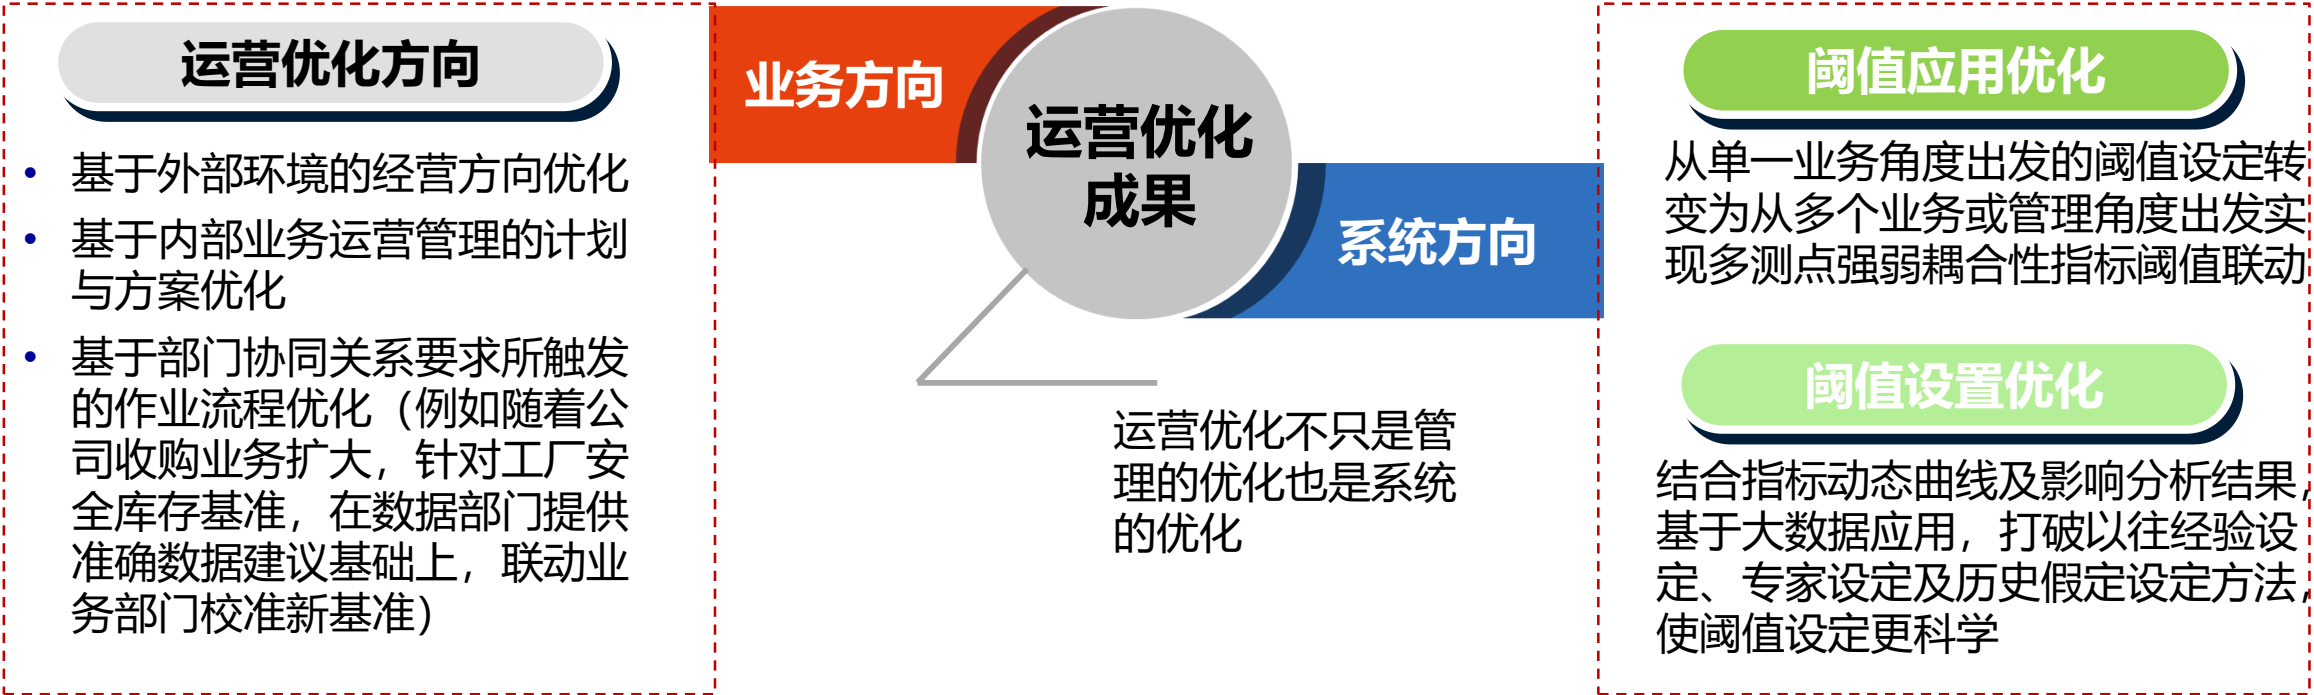 运营优化方向
• 基于外部环境的经营方向优化
• 基于内部业务运营管理的计划
与方案优化
• 基于部门协同关系要求所触发
的作业流程优化（例如随着公
司收购业务扩大，针对工厂安
全库存基准，在数据部门提供
准确数据建议基础上，联动业
务部门校准新基准）
业务方向
运营优化
成果
系统方向
运营优化不只是管
理的优化也是系统
的优化
阈值应用优化
从单一业务角度出发的阈值设定转
变为从多个业务或管理角度出发实
现多测点强弱耦合性指标阈值联动
阈值设置优化
结合指标动态曲线及影响分析结果，
基于大数据应用，打破以往经验设
定、专家设定及历史假定设定方法，
使阈值设定更科学